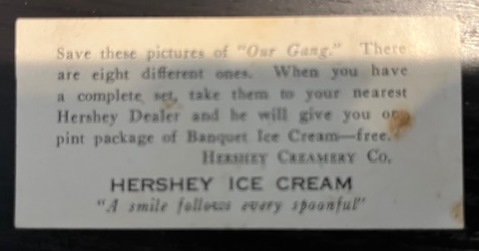 Save these pictures of "Our Gang." There
are eight different ones. When you have
a complete set, take them to your nearest
Hershey Dealer and he will give you one
pint package of Banquet Ice Cream—free.
HERSHEY CREAMERY CO.
HERSHEY ICE CREAM
"A smile follows every spoonful"